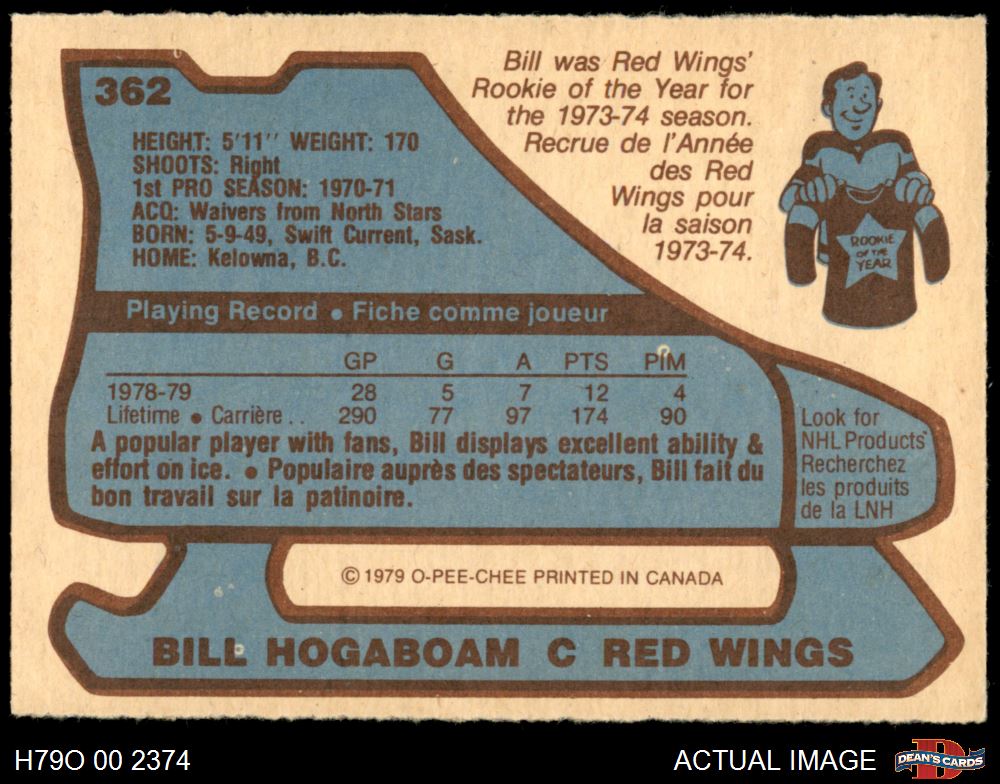 362
Bill was Red Wings'
Rookie of the Year for
the 1973-74 season.
Recrue de l'Année
des Red
Wings pour
la saison
1973-74.
ROOKIE
OF THE
YEAR
HEIGHT: 5'11'' WEIGHT: 170
SHOOTS: Right
1st PRO SEASON: 1970-71
ACQ: Waivers from North Stars
BORN: 5-9-49, Swift Current, Sask.
HOME: Kelowna, B.C.
Playing Record • Fiche comme joueur
GP G A PTS PIM
1978-79 28 5 7 12 4
Lifetime • Carrière . . 290 77 97 174 90
A popular player with fans, Bill displays excellent ability &
effort on ice. • Populaire auprès des spectateurs, Bill fait du
bon travail sur la patinoire.
Look for
NHL Products
Recherchez
les produits
de la LNH
© 1979 O-PEE-CHEE PRINTED IN CANADA
BILL HOGABOAM C RED WINGS
H79O 00 2374
ACTUAL IMAGE
D
DEAN'S CARDS